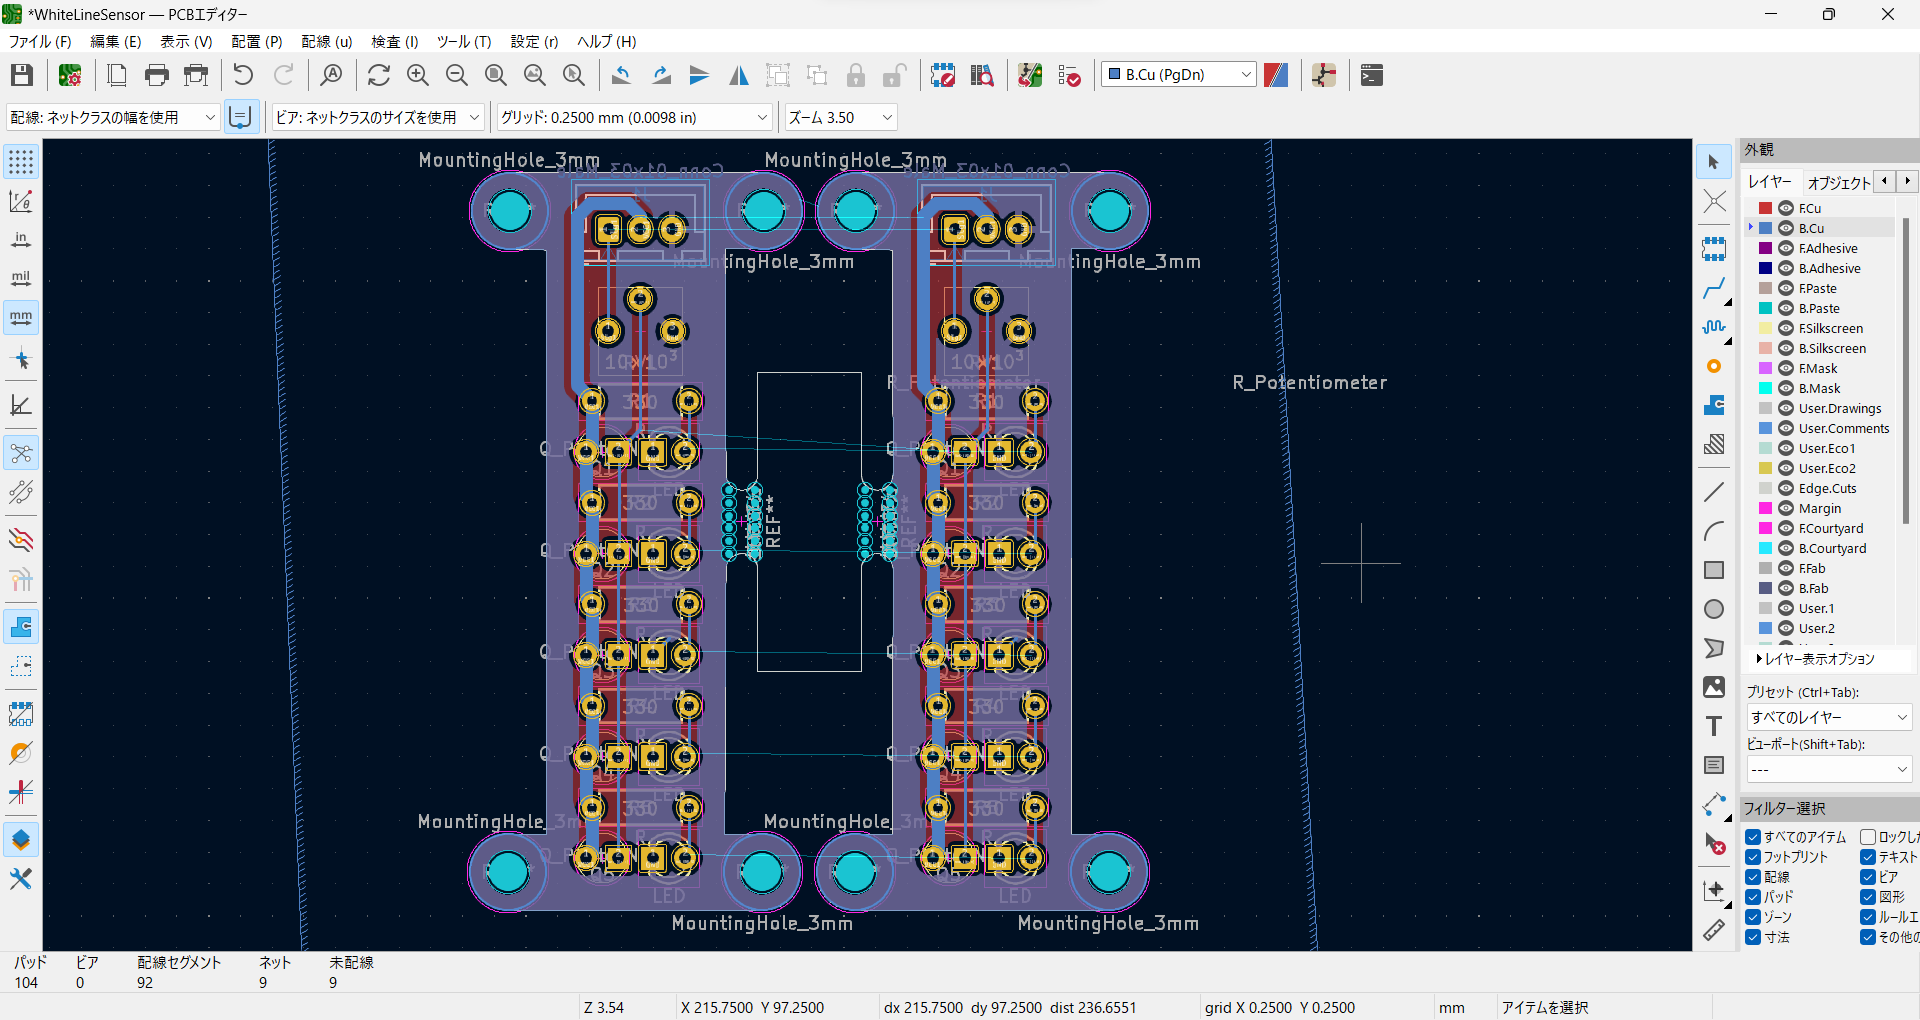 *WhiteLineSensor — PCBエディター
ファイル (F) 編集 (E) 表示 (V) 配置 (P) 配線 (u) 検査 (I) ツール (T) 設定 (r) ヘルプ (H)
B.Cu (PgDn)
配線: ネットクラスの幅を使用 ビア: ネットクラスのサイズを使用 グリッド: 0.2500 mm (0.0098 in) ズーム 3.50
in
mil
mm
MountingHole_3mm MountingHole_3mm
MountingHole_3mm MountingHole_3mm
R_Potentiometer
REF**
330 330
330 330
MountingHole_3m MountingHole_3m
LED LED
MountingHole_3mm MountingHole_3mm
外観
レイヤー オブジェクト
F.Cu
B.Cu
F.Adhesive
B.Adhesive
F.Paste
B.Paste
F.Silkscreen
B.Silkscreen
F.Mask
B.Mask
User.Drawings
User.Comments
User.Eco1
User.Eco2
Edge.Cuts
Margin
F.Courtyard
B.Courtyard
F.Fab
B.Fab
User.1
User.2
レイヤー表示オプション
プリセット (Ctrl+Tab):
すべてのレイヤー
ビューポート(Shift+Tab):
---
フィルター選択
すべてのアイテム ロックした
フットプリント テキスト
配線 ビア
パッド 図形
ゾーン ルールエ
寸法 その他の
パッド ビア 配線セグメント ネット 未配線
104 0 92 9 9
Z 3.54 X 215.7500 Y 97.2500 dx 215.7500 dy 97.2500 dist 236.6551 grid X 0.2500 Y 0.2500 mm アイテムを選択